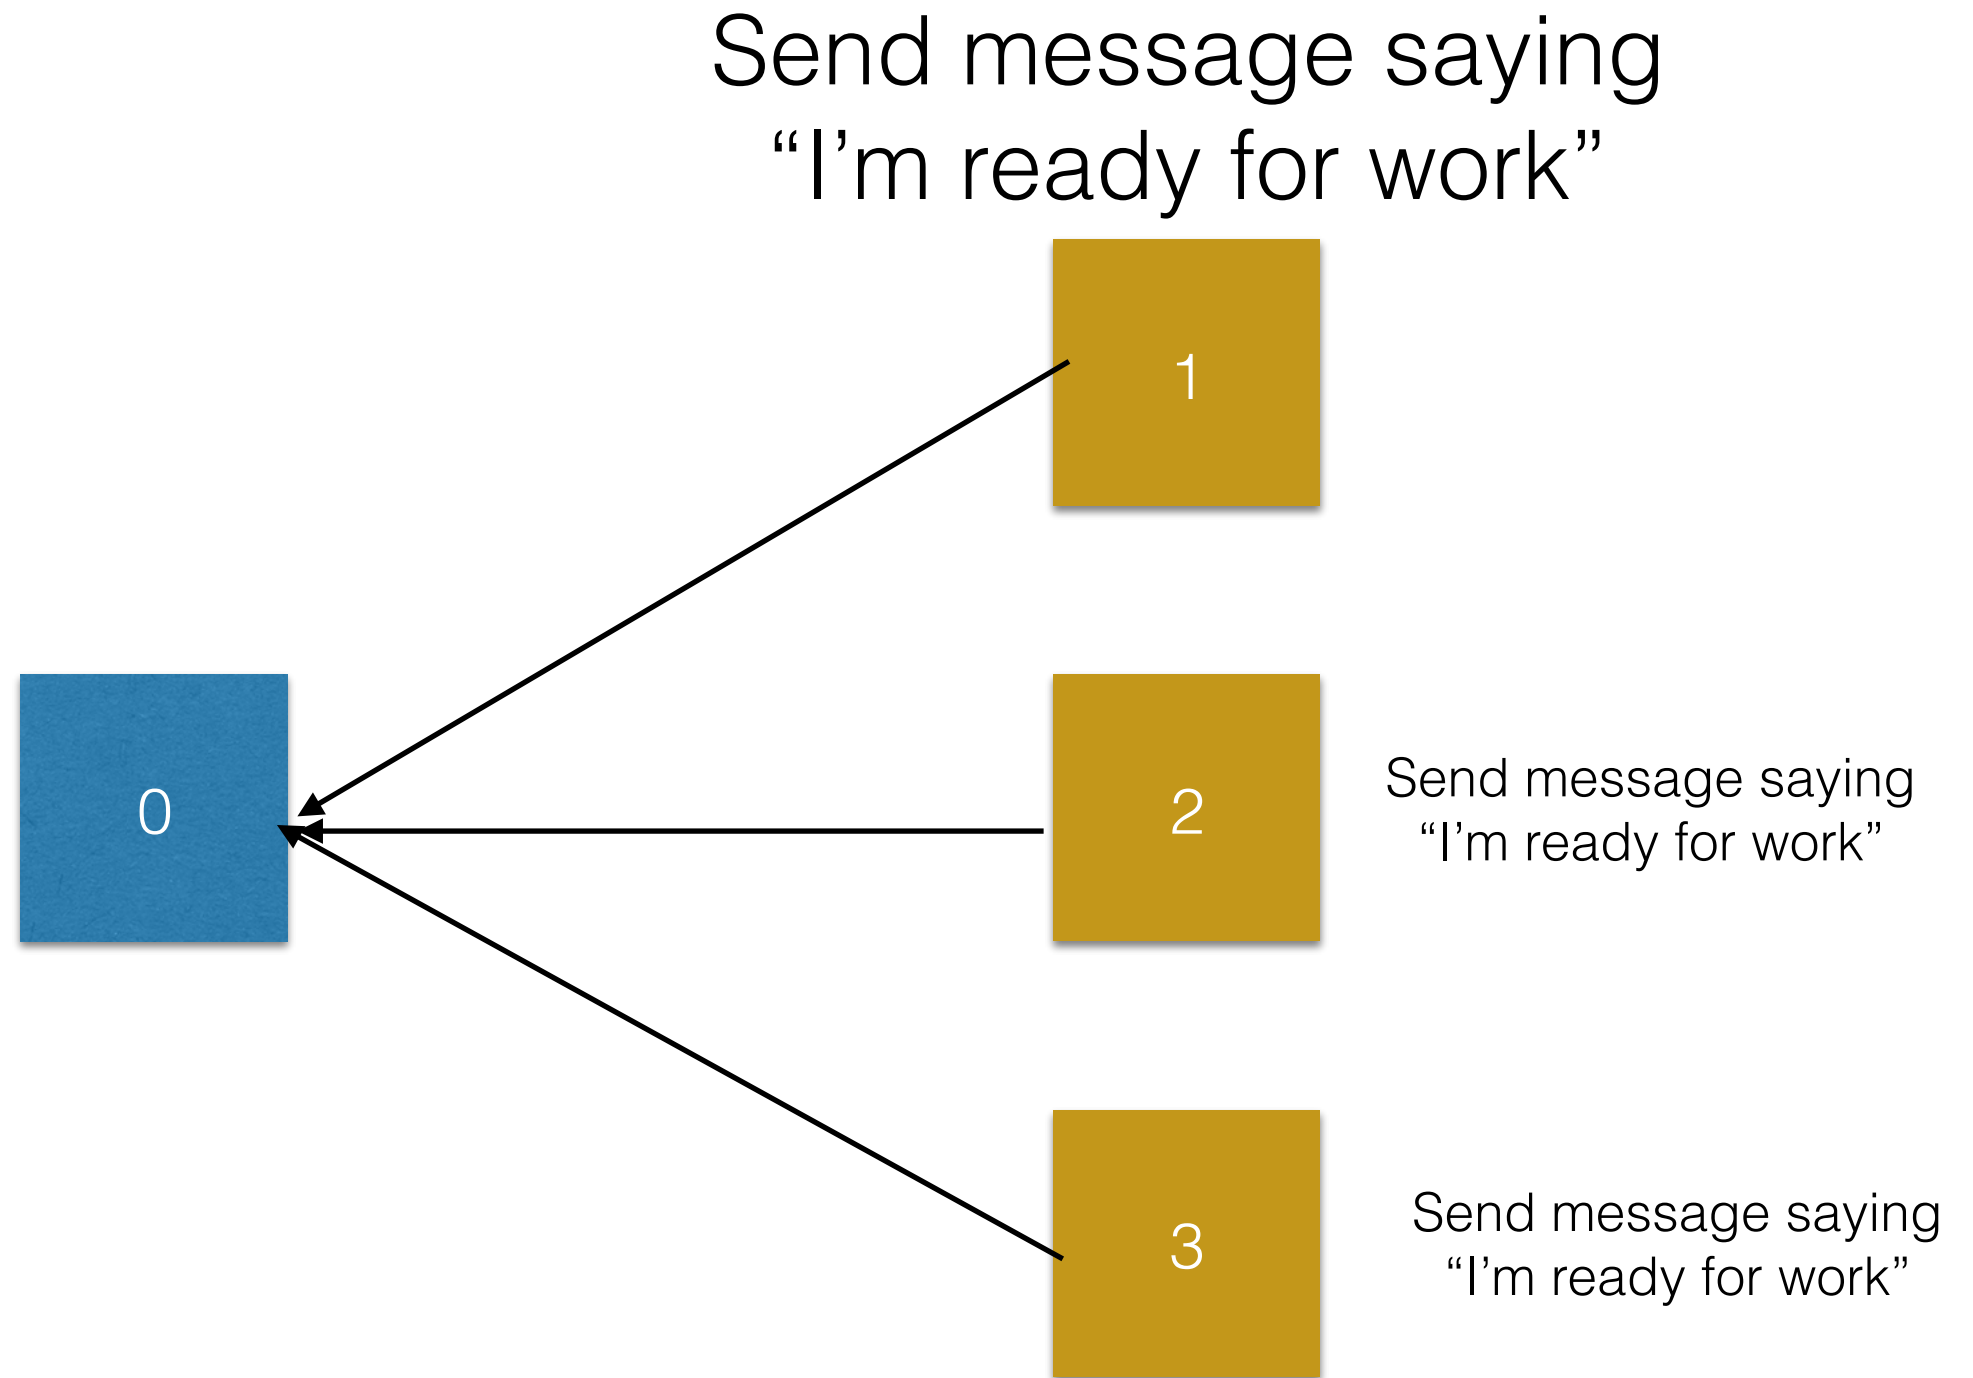 Send message saying
“I’m ready for work”
1
0
2
Send message saying
“I’m ready for work”
3
Send message saying
“I’m ready for work”